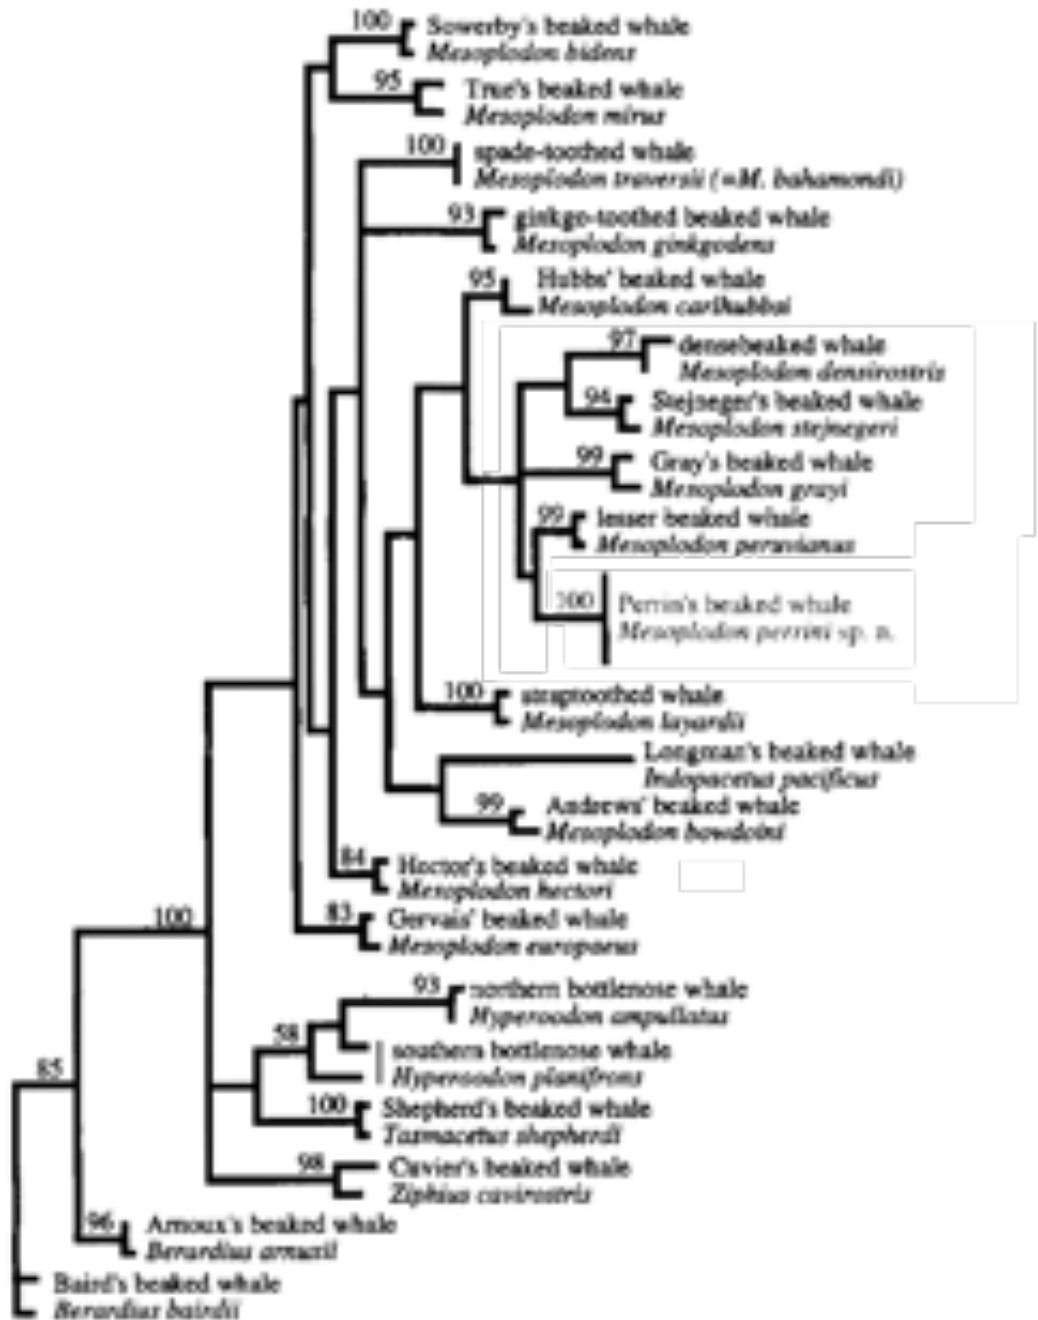 100 Sowerby's beaked whale
Mesoplodon bidens
95 True's beaked whale
Mesoplodon mirus
100 spade-toothed whale
Mesoplodon traversii (=M. bahamondi)
93 ginkgo-toothed beaked whale
Mesoplodon ginkgodens
95 Hubbs' beaked whale
Mesoplodon carlhubbsi
97 densebeaked whale
Mesoplodon densirostris
94 Stejneger's beaked whale
Mesoplodon stejnegeri
99 Gray's beaked whale
Mesoplodon grayi
99 lesser beaked whale
Mesoplodon peruvianus
100 Perrin's beaked whale
Mesoplodon perrini sp. n.
100 straptoothed whale
Mesoplodon layardii
Longman's beaked whale
Indopacetus pacificus
99 Andrews' beaked whale
Mesoplodon bowdoini
84 Hector's beaked whale
Mesoplodon hectori
83 Gervais' beaked whale
Mesoplodon europaeus
100
93 northern bottlenose whale
Hyperoodon ampullatus
58 southern bottlenose whale
Hyperoodon planifrons
85
100 Shepherd's beaked whale
Tasmacetus shepherdi
98 Cuvier's beaked whale
Ziphius cavirostris
96 Arnoux's beaked whale
Berardius arnuxii
Baird's beaked whale
Berardius bairdii